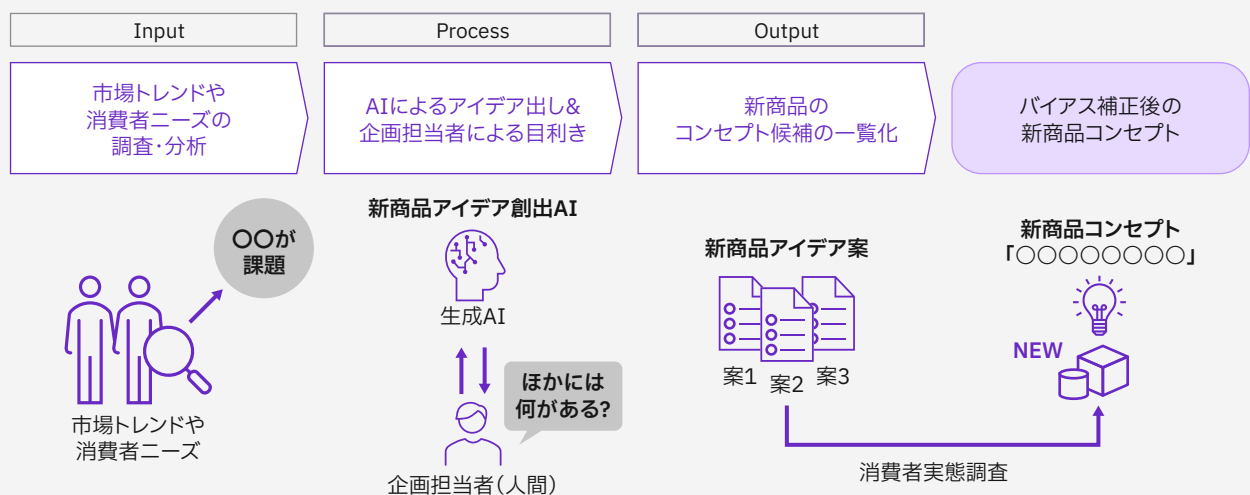 Input
Process
Output
市場トレンドや
消費者ニーズの
調査・分析
AIによるアイデア出し&
企画担当者による目利き
新商品の
コンセプト候補の一覧化
バイアス補正後の
新商品コンセプト
〇〇が
課題
市場トレンドや
消費者ニーズ
新商品アイデア創出AI
生成AI
ほかには
何がある?
企画担当者(人間)
新商品アイデア案
案1
案2
案3
新商品コンセプト
「○○○○○○○○」
NEW
消費者実態調査